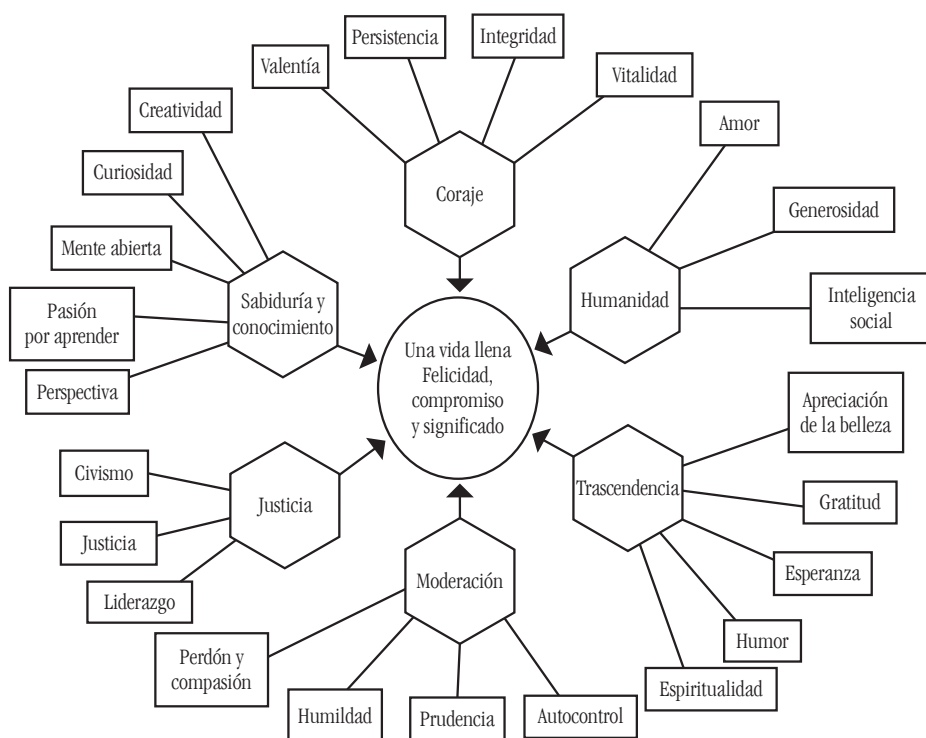 Persistencia
Integridad
Valentía
Vitalidad
Creatividad
Amor
Curiosidad
Coraje
Generosidad
Mente abierta
Sabiduría y
conocimiento
Humanidad
Inteligencia
social
Pasión
por aprender
Perspectiva
Una vida llena
Felicidad,
compromiso
y significado
Apreciación
de la belleza
Civismo
Justicia
Trascendencia
Gratitud
Justicia
Moderación
Esperanza
Liderazgo
Humor
Perdón y
compasión
Espiritualidad
Humildad
Prudencia
Autocontrol